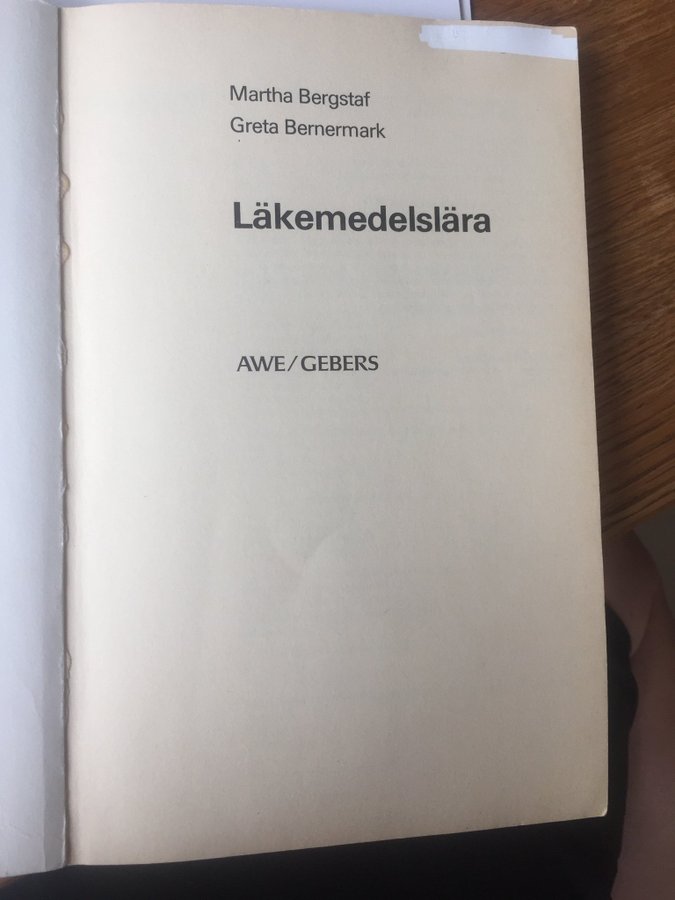 Martha Bergstaf
Greta Bernermark
Läkemedelslära
AWE/GEBERS